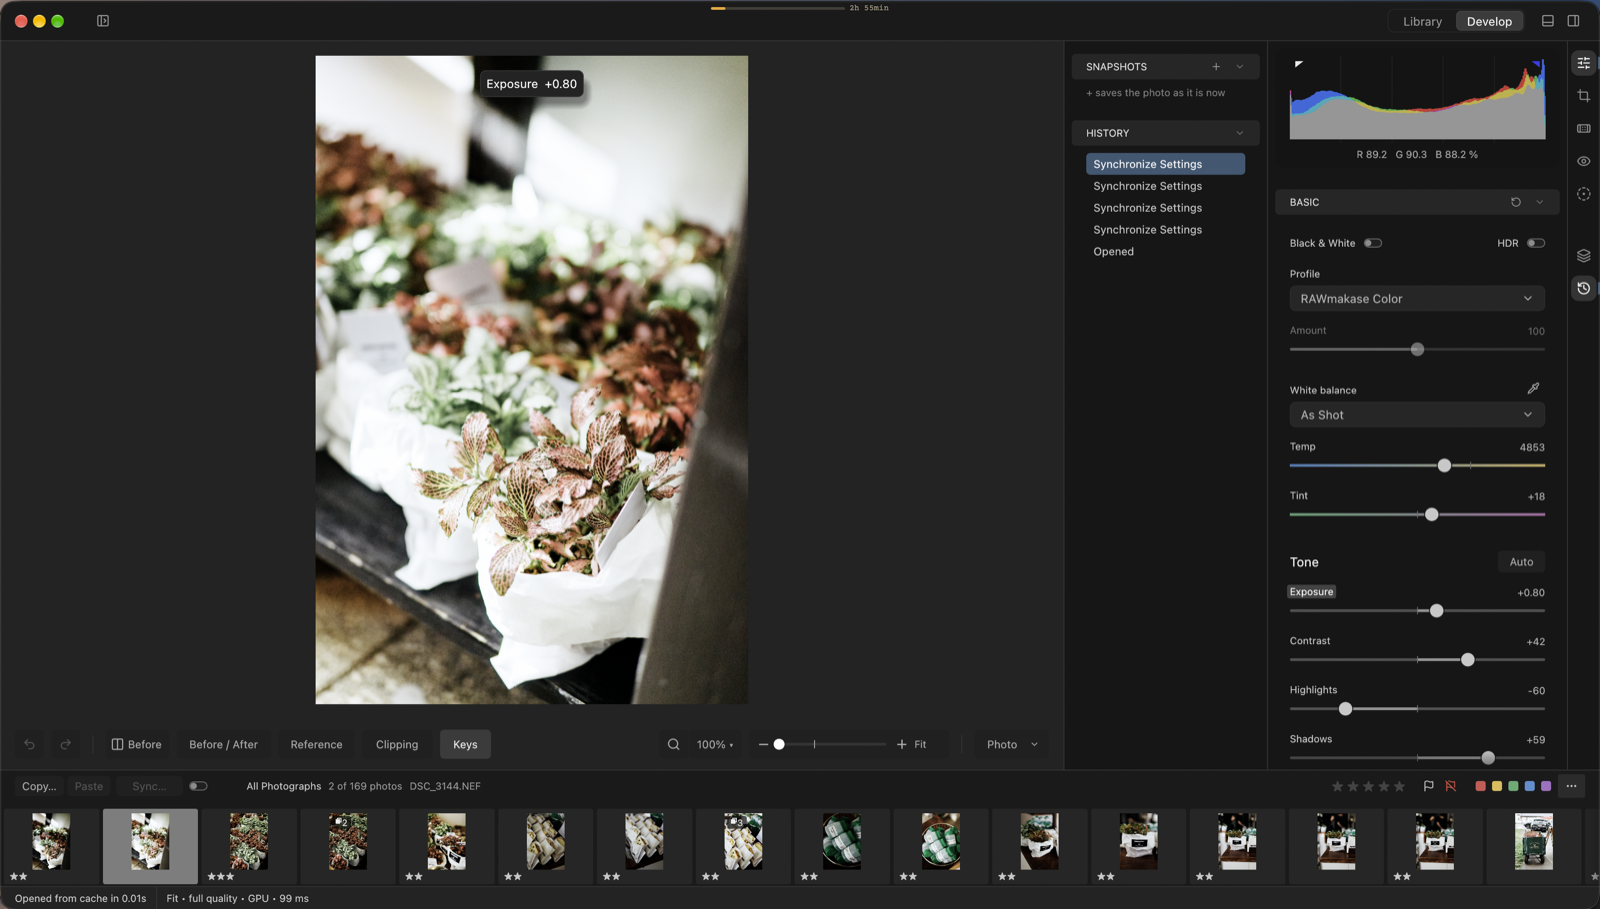 2h 55min
Library Develop
Exposure +0.80
SNAPSHOTS
+ saves the photo as it is now
HISTORY
Synchronize Settings
Synchronize Settings
Synchronize Settings
Synchronize Settings
Opened
R 89.2 G 90.3 B 88.2 %
BASIC
Black & White HDR
Profile
RAWmakase Color
Amount 100
White balance
As Shot
Temp 4853
Tint +18
Tone Auto
Exposure +0.80
Contrast +42
Highlights -60
Shadows +59
Before Before / After Reference Clipping Keys 100% Fit Photo
Copy... Paste Sync... All Photographs 2 of 169 photos DSC_3144.NEF
Opened from cache in 0.01s Fit • full quality • GPU • 99 ms